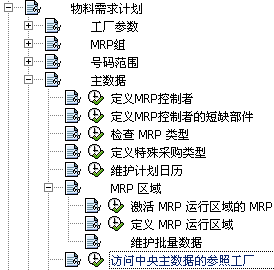 物料需求计划
工厂参数
MRP组
号码范围
主数据
定义MRP控制者
定义MRP控制者的短缺部件
检查 MRP 类型
定义特殊采购类型
维护计划日历
MRP 区域
激活 MRP 运行区域的 MRP
定义 MRP 运行区域
维护批量数据
访问中央主数据的参照工厂